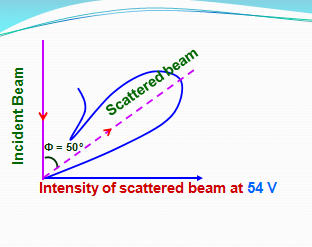 Incident Beam
Scattered beam
Φ = 50°
Intensity of scattered beam at 54 V